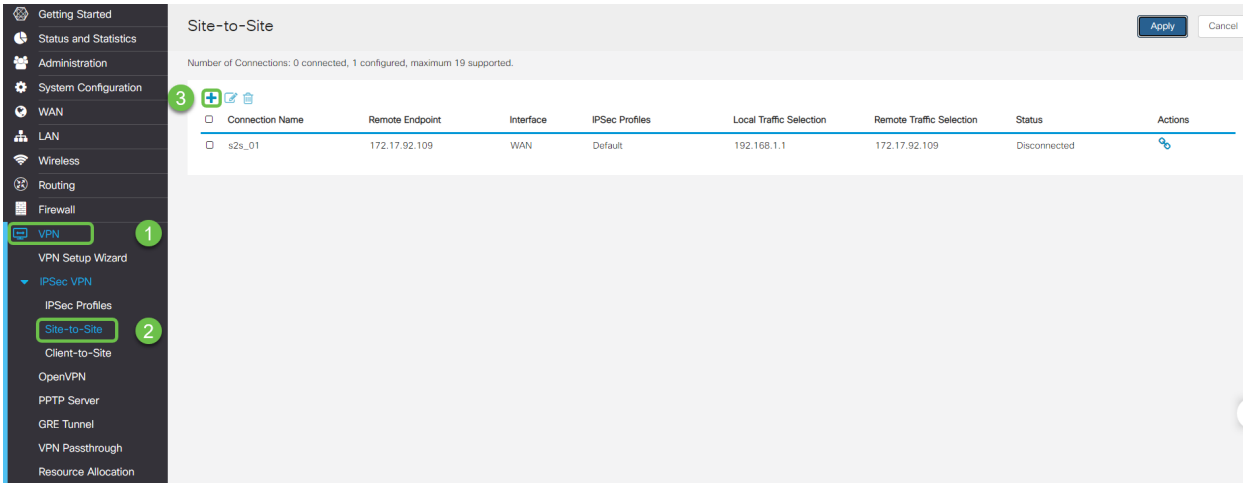 Getting Started
Status and Statistics
Administration
System Configuration
WAN
LAN
Wireless
Routing
Firewall
VPN 1
VPN Setup Wizard
IPSec VPN
IPSec Profiles
Site-to-Site 2
Client-to-Site
OpenVPN
PPTP Server
GRE Tunnel
VPN Passthrough
Resource Allocation
Site-to-Site Apply Cancel
Number of Connections: 0 connected, 1 configured, maximum 19 supported.
3
Connection Name Remote Endpoint Interface IPSec Profiles Local Traffic Selection Remote Traffic Selection Status Actions
s2s_01 172.17.92.109 WAN Default 192.168.1.1 172.17.92.109 Disconnected